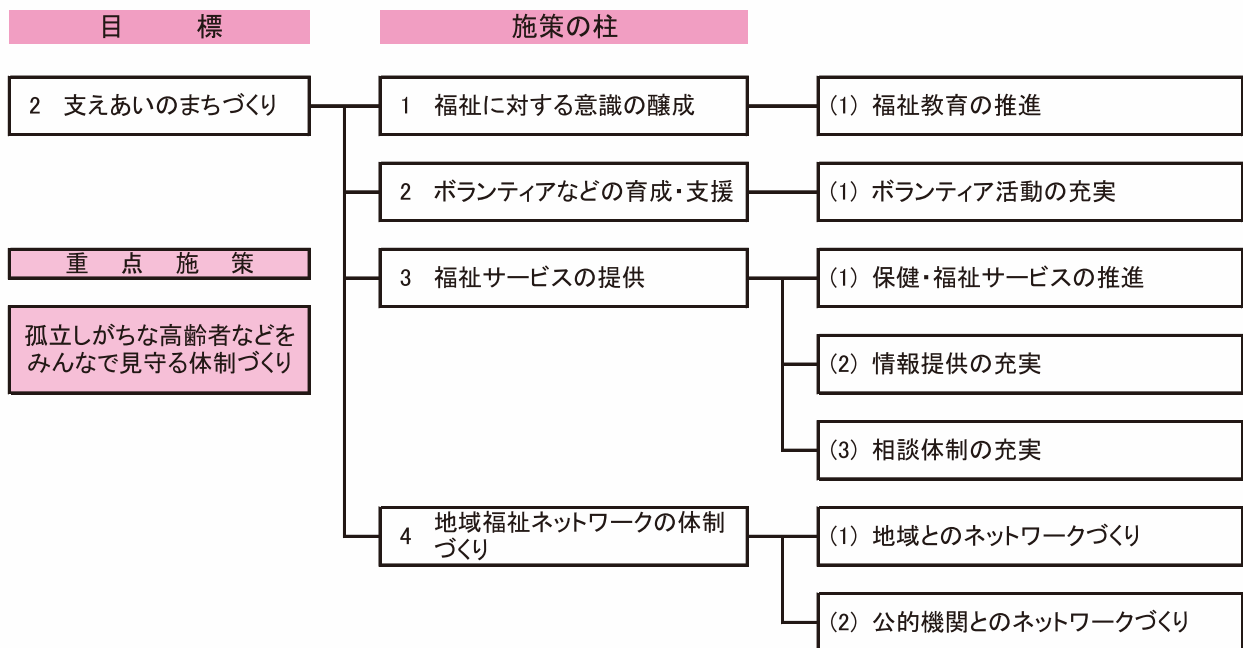 目標
施策の柱
2 支えあいのまちづくり
1 福祉に対する意識の醸成
(1) 福祉教育の推進
2 ボランティアなどの育成・支援
(1) ボランティア活動の充実
重点施策
孤立しがちな高齢者などを
みんなで見守る体制づくり
3 福祉サービスの提供
(1) 保健・福祉サービスの推進
(2) 情報提供の充実
(3) 相談体制の充実
4 地域福祉ネットワークの体制
づくり
(1) 地域とのネットワークづくり
(2) 公的機関とのネットワークづくり